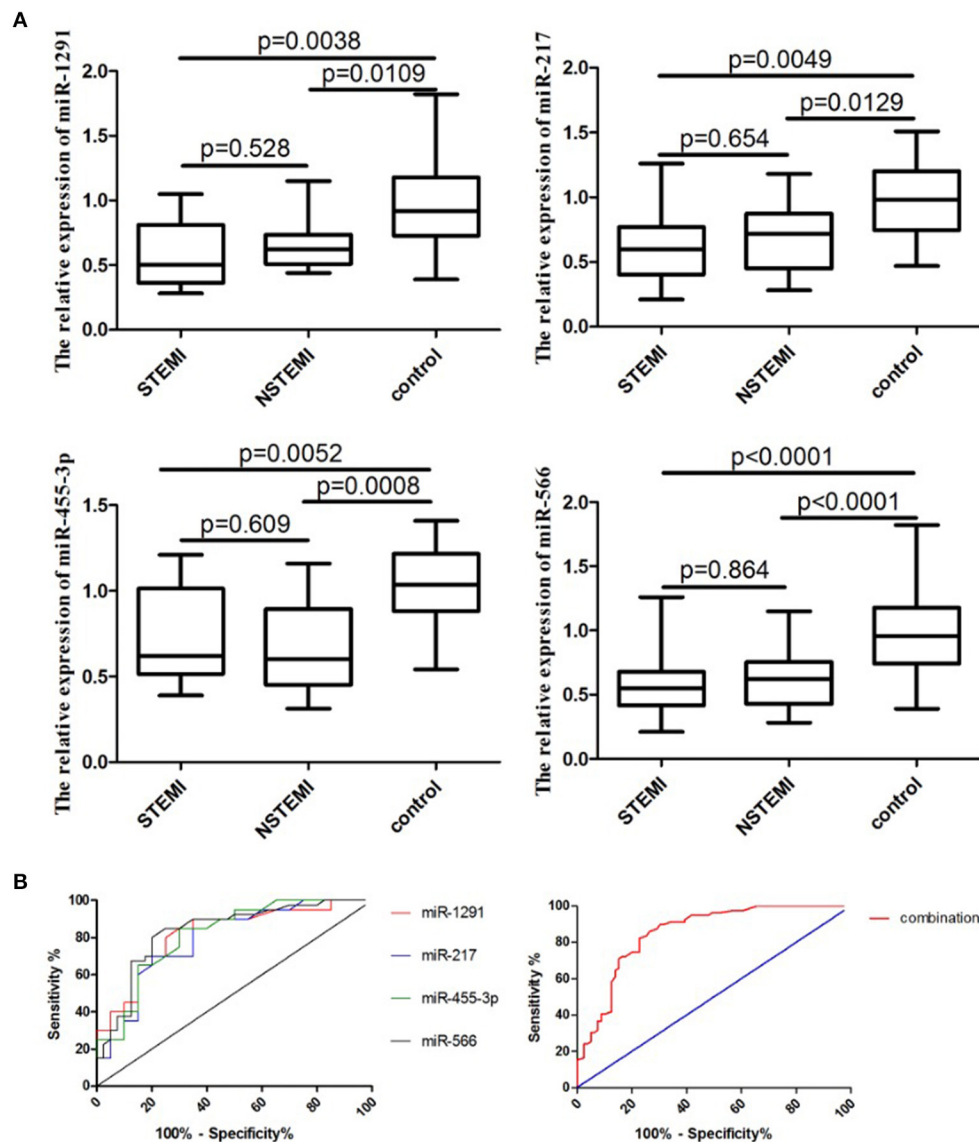 A
The relative expression of miR-1291
p=0.0038
p=0.0109
p=0.528
2.0
1.5
1.0
0.5
0.0
STEMI
NSTEMI
control
The relative expression of miR-217
p=0.0049
p=0.0129
p=0.654
2.0
1.5
1.0
0.5
0.0
STEMI
NSTEMI
control
The relative expression of miR-455-3p
p=0.0052
p=0.0008
p=0.609
1.5
1.0
0.5
0.0
STEMI
NSTEMI
control
The relative expression of miR-566
p<0.0001
p<0.0001
p=0.864
2.0
1.5
1.0
0.5
0.0
STEMI
NSTEMI
control
B
Sensitivity %
100
80
60
40
20
0
0 20 40 60 80 100
100% - Specificity%
miR-1291
miR-217
miR-455-3p
miR-566
Sensitivity %
100
80
60
40
20
0
0 20 40 60 80 100
100% - Specificity%
combination